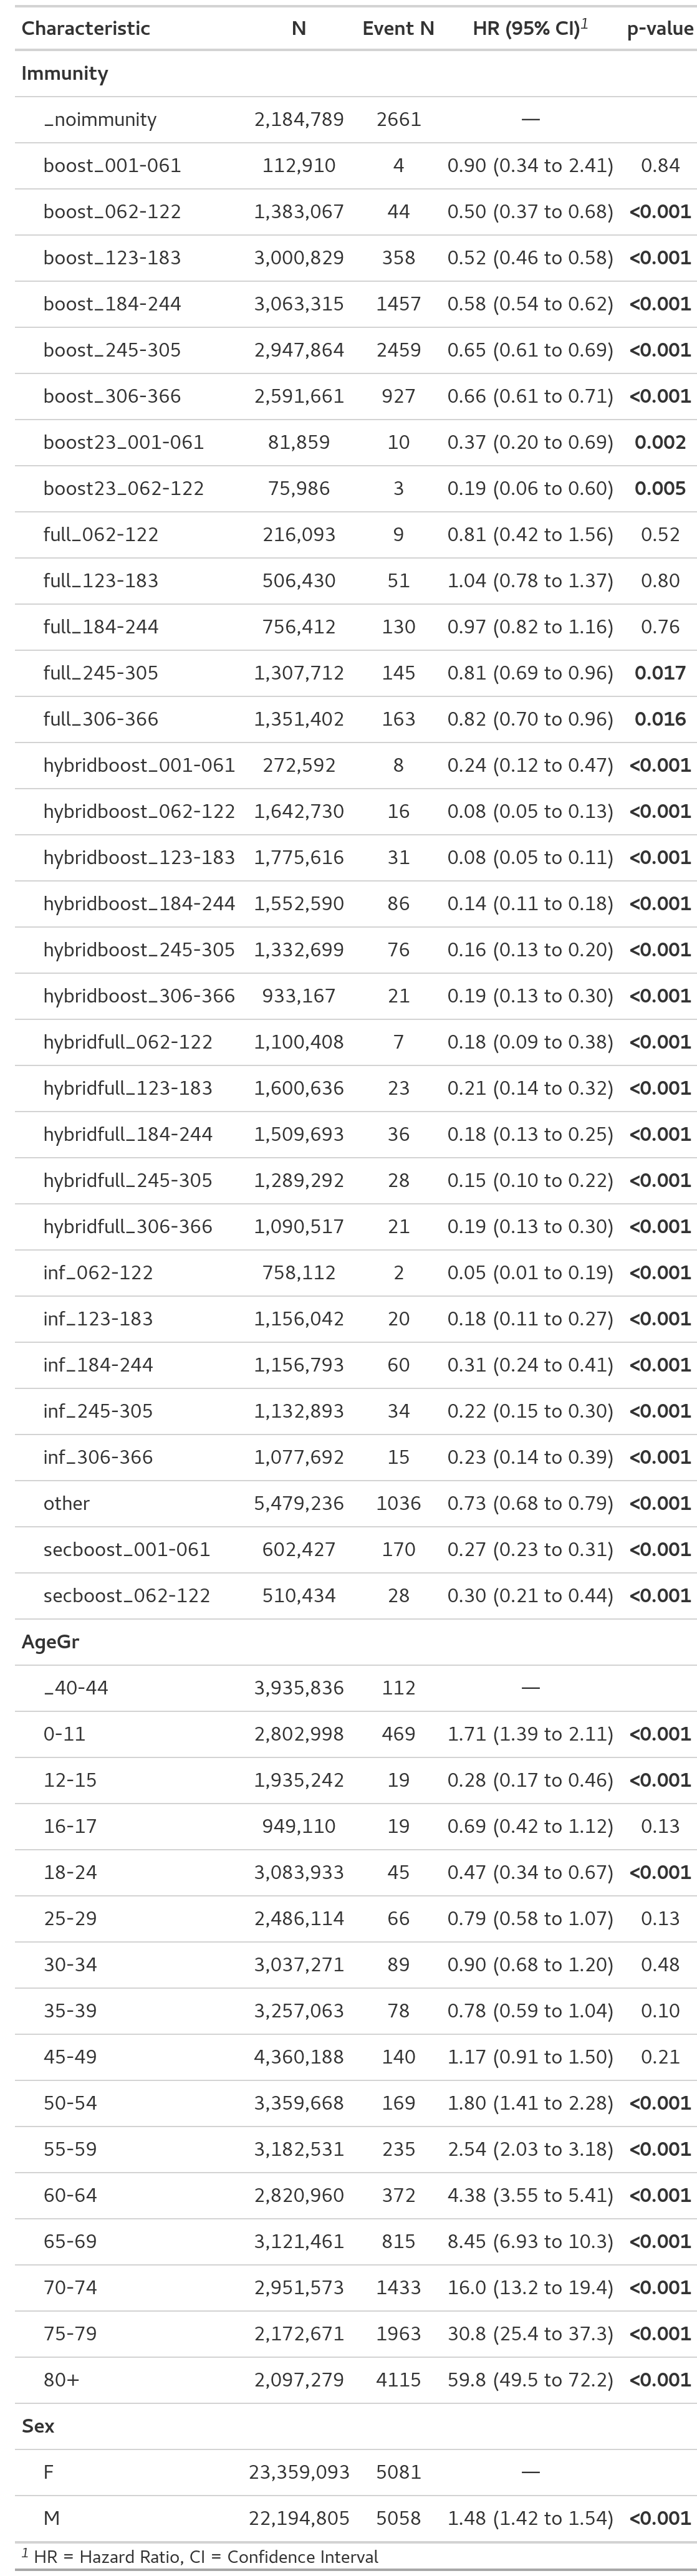 Characteristic N Event N HR (95% CI)1 p-value
Immunity
_noimmunity 2,184,789 2661 —
boost_001-061 112,910 4 0.90 (0.34 to 2.41) 0.84
boost_062-122 1,383,067 44 0.50 (0.37 to 0.68) <0.001
boost_123-183 3,000,829 358 0.52 (0.46 to 0.58) <0.001
boost_184-244 3,063,315 1457 0.58 (0.54 to 0.62) <0.001
boost_245-305 2,947,864 2459 0.65 (0.61 to 0.69) <0.001
boost_306-366 2,591,661 927 0.66 (0.61 to 0.71) <0.001
boost23_001-061 81,859 10 0.37 (0.20 to 0.69) 0.002
boost23_062-122 75,986 3 0.19 (0.06 to 0.60) 0.005
full_062-122 216,093 9 0.81 (0.42 to 1.56) 0.52
full_123-183 506,430 51 1.04 (0.78 to 1.37) 0.80
full_184-244 756,412 130 0.97 (0.82 to 1.16) 0.76
full_245-305 1,307,712 145 0.81 (0.69 to 0.96) 0.017
full_306-366 1,351,402 163 0.82 (0.70 to 0.96) 0.016
hybridboost_001-061 272,592 8 0.24 (0.12 to 0.47) <0.001
hybridboost_062-122 1,642,730 16 0.08 (0.05 to 0.13) <0.001
hybridboost_123-183 1,775,616 31 0.08 (0.05 to 0.11) <0.001
hybridboost_184-244 1,552,590 86 0.14 (0.11 to 0.18) <0.001
hybridboost_245-305 1,332,699 76 0.16 (0.13 to 0.20) <0.001
hybridboost_306-366 933,167 21 0.19 (0.13 to 0.30) <0.001
hybridfull_062-122 1,100,408 7 0.18 (0.09 to 0.38) <0.001
hybridfull_123-183 1,600,636 23 0.21 (0.14 to 0.32) <0.001
hybridfull_184-244 1,509,693 36 0.18 (0.13 to 0.25) <0.001
hybridfull_245-305 1,289,292 28 0.15 (0.10 to 0.22) <0.001
hybridfull_306-366 1,090,517 21 0.19 (0.13 to 0.30) <0.001
inf_062-122 758,112 2 0.05 (0.01 to 0.19) <0.001
inf_123-183 1,156,042 20 0.18 (0.11 to 0.27) <0.001
inf_184-244 1,156,793 60 0.31 (0.24 to 0.41) <0.001
inf_245-305 1,132,893 34 0.22 (0.15 to 0.30) <0.001
inf_306-366 1,077,692 15 0.23 (0.14 to 0.39) <0.001
other 5,479,236 1036 0.73 (0.68 to 0.79) <0.001
secboost_001-061 602,427 170 0.27 (0.23 to 0.31) <0.001
secboost_062-122 510,434 28 0.30 (0.21 to 0.44) <0.001
AgeGr
_40-44 3,935,836 112 —
0-11 2,802,998 469 1.71 (1.39 to 2.11) <0.001
12-15 1,935,242 19 0.28 (0.17 to 0.46) <0.001
16-17 949,110 19 0.69 (0.42 to 1.12) 0.13
18-24 3,083,933 45 0.47 (0.34 to 0.67) <0.001
25-29 2,486,114 66 0.79 (0.58 to 1.07) 0.13
30-34 3,037,271 89 0.90 (0.68 to 1.20) 0.48
35-39 3,257,063 78 0.78 (0.59 to 1.04) 0.10
45-49 4,360,188 140 1.17 (0.91 to 1.50) 0.21
50-54 3,359,668 169 1.80 (1.41 to 2.28) <0.001
55-59 3,182,531 235 2.54 (2.03 to 3.18) <0.001
60-64 2,820,960 372 4.38 (3.55 to 5.41) <0.001
65-69 3,121,461 815 8.45 (6.93 to 10.3) <0.001
70-74 2,951,573 1433 16.0 (13.2 to 19.4) <0.001
75-79 2,172,671 1963 30.8 (25.4 to 37.3) <0.001
80+ 2,097,279 4115 59.8 (49.5 to 72.2) <0.001
Sex
F 23,359,093 5081 —
M 22,194,805 5058 1.48 (1.42 to 1.54) <0.001
1 HR = Hazard Ratio, CI = Confidence Interval